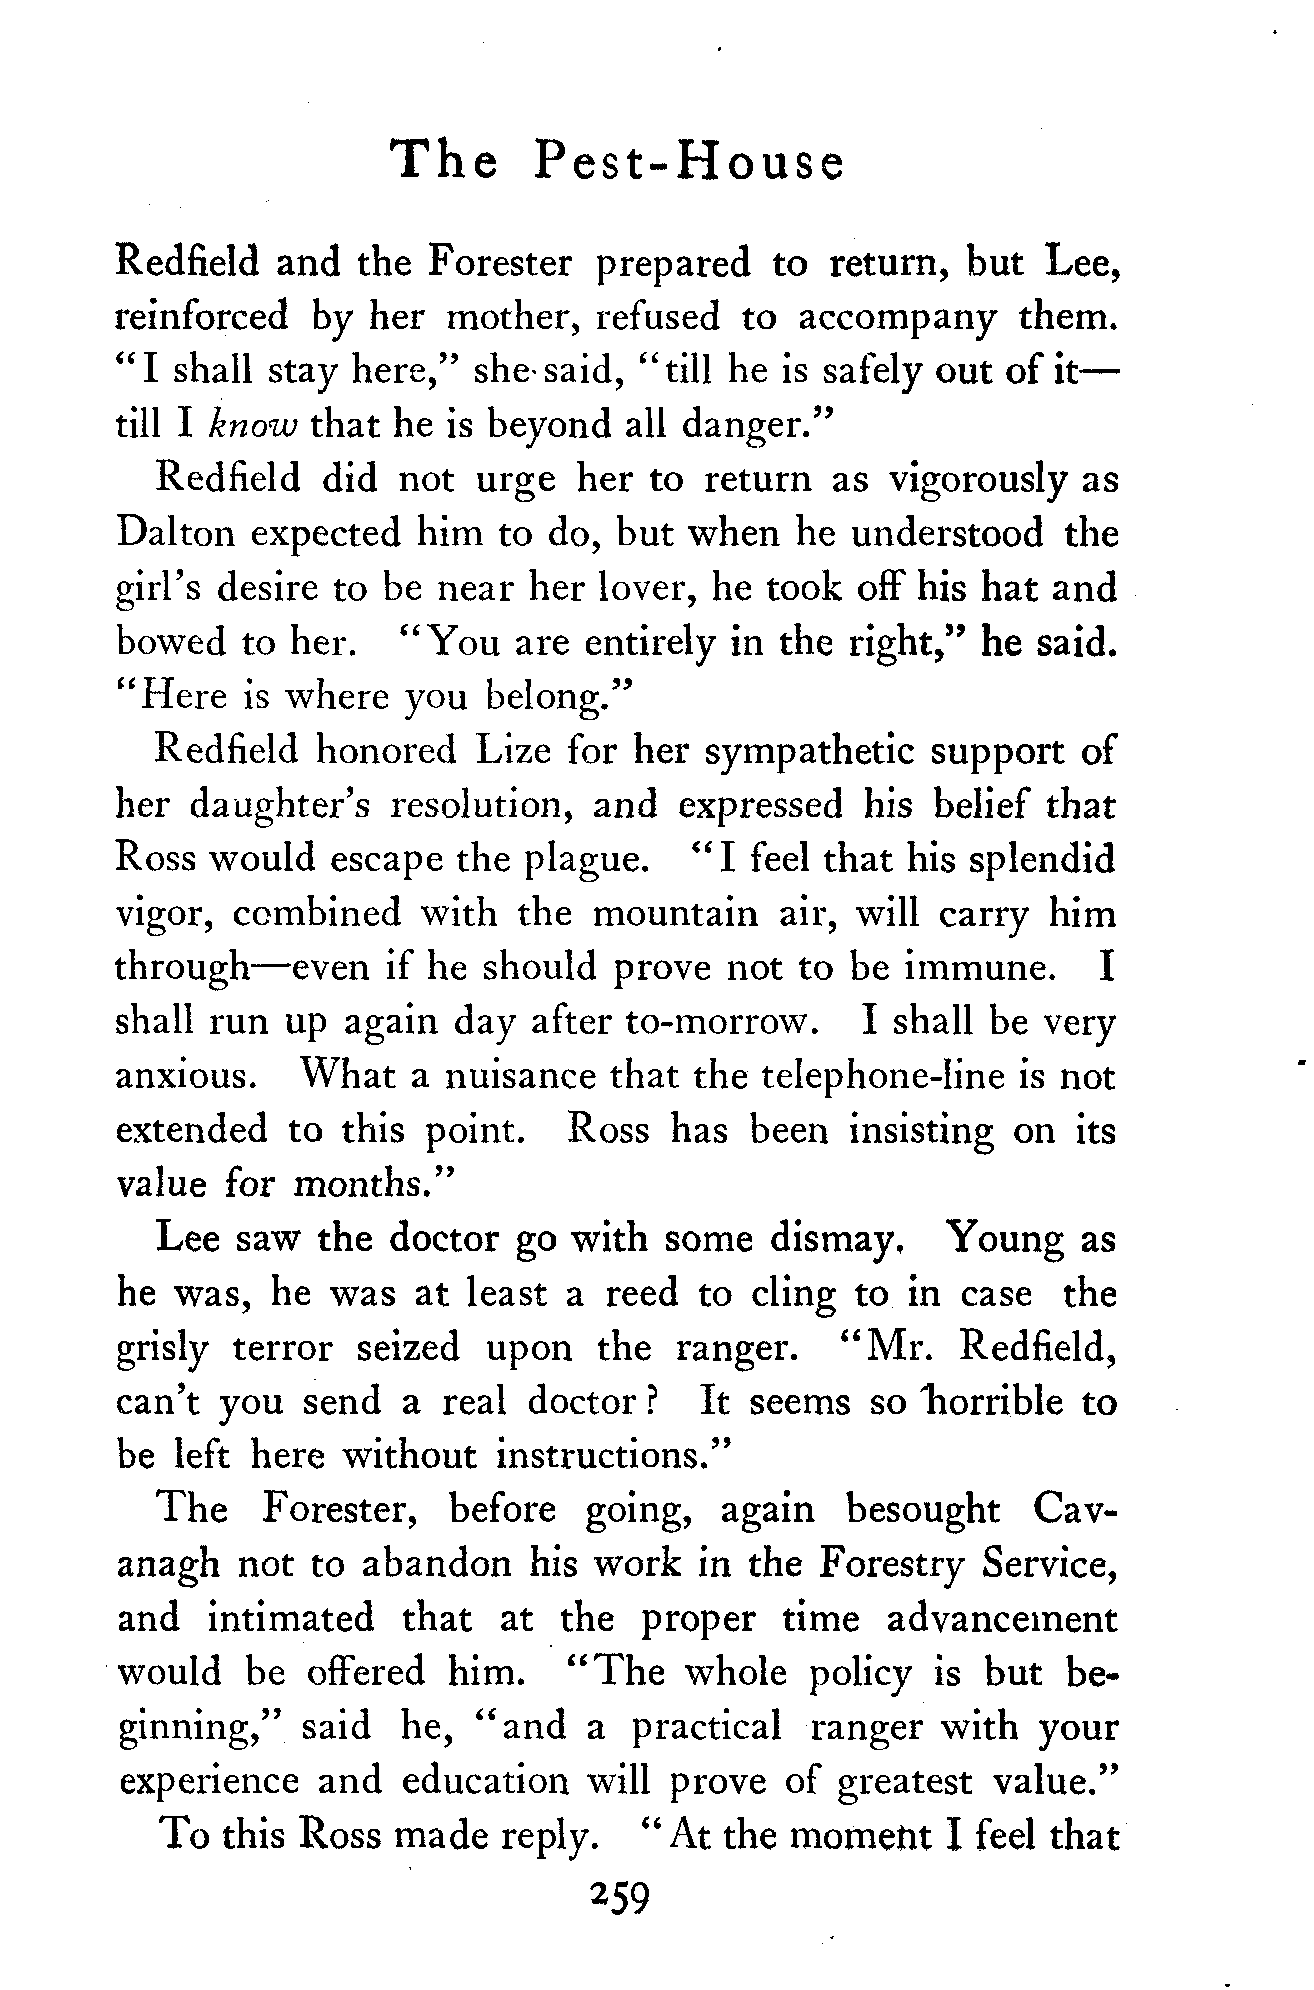 The Pest-House
Redfield and the Forester prepared to return, but Lee,
reinforced by her mother, refused to accompany them.
“I shall stay here,” she said, “till he is safely out of it—
till I know that he is beyond all danger.”
Redfield did not urge her to return as vigorously as
Dalton expected him to do, but when he understood the
girl’s desire to be near her lover, he took off his hat and
bowed to her. “You are entirely in the right,” he said.
“Here is where you belong.”
Redfield honored Lize for her sympathetic support of
her daughter’s resolution, and expressed his belief that
Ross would escape the plague. “I feel that his splendid
vigor, combined with the mountain air, will carry him
through—even if he should prove not to be immune. I
shall run up again day after to-morrow. I shall be very
anxious. What a nuisance that the telephone-line is not
extended to this point. Ross has been insisting on its
value for months.”
Lee saw the doctor go with some dismay. Young as
he was, he was at least a reed to cling to in case the
grisly terror seized upon the ranger. “Mr. Redfield,
can’t you send a real doctor? It seems so horrible to
be left here without instructions.”
The Forester, before going, again besought Cav-
anagh not to abandon his work in the Forestry Service,
and intimated that at the proper time advancement
would be offered him. “The whole policy is but be-
ginning,” said he, “and a practical ranger with your
experience and education will prove of greatest value.”
To this Ross made reply. “At the moment I feel that
259